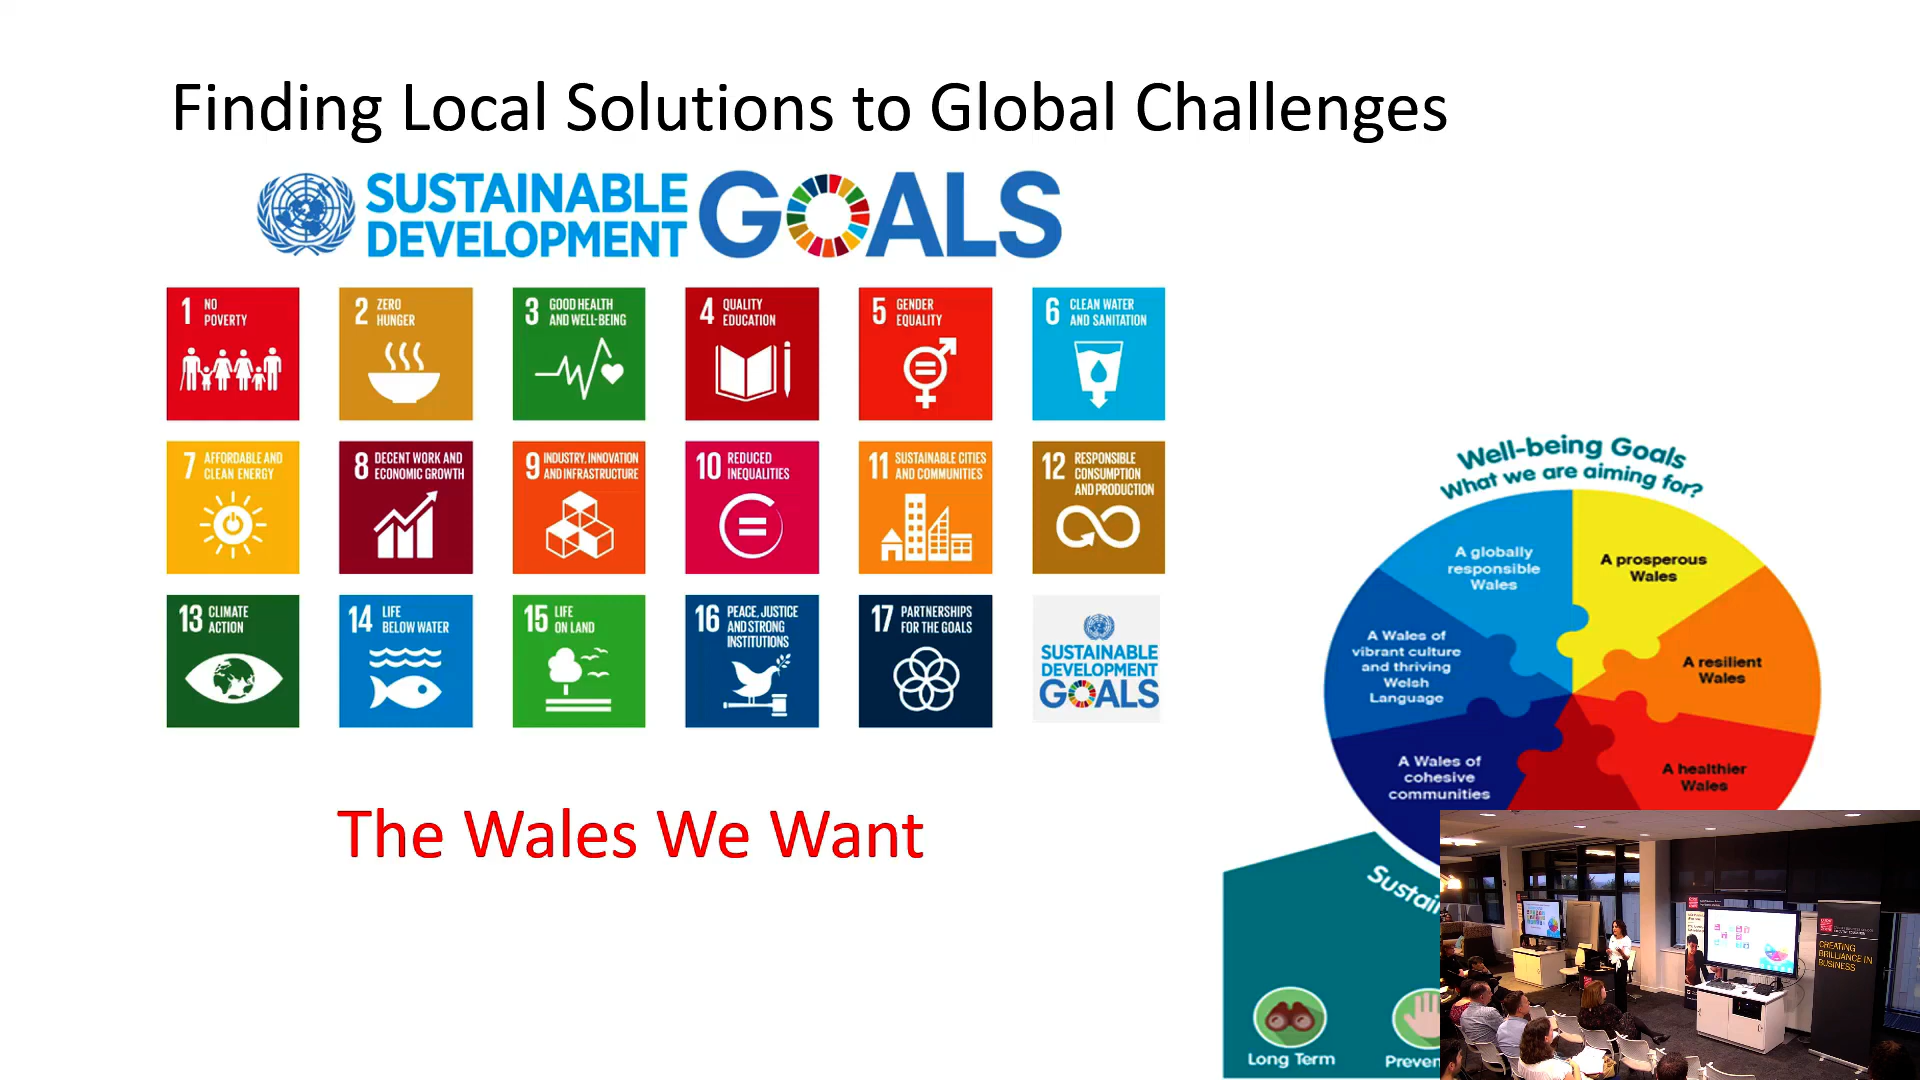 Finding Local Solutions to Global Challenges
SUSTAINABLE
DEVELOPMENT
GOALS
1 NO
POVERTY
2 ZERO
HUNGER
3 GOOD HEALTH
AND WELL-BEING
4 QUALITY
EDUCATION
5 GENDER
EQUALITY
6 CLEAN WATER
AND SANITATION
7 AFFORDABLE AND
CLEAN ENERGY
8 DECENT WORK AND
ECONOMIC GROWTH
9 INDUSTRY, INNOVATION
AND INFRASTRUCTURE
10 REDUCED
INEQUALITIES
11 SUSTAINABLE CITIES
AND COMMUNITIES
12 RESPONSIBLE
CONSUMPTION
AND PRODUCTION
13 CLIMATE
ACTION
14 LIFE
BELOW WATER
15 LIFE
ON LAND
16 PEACE, JUSTICE
AND STRONG
INSTITUTIONS
17 PARTNERSHIPS
FOR THE GOALS
SUSTAINABLE
DEVELOPMENT
GOALS
The Wales We Want
Well-being Goals
What we are aiming for?
A globally
responsible
Wales
A prosperous
Wales
A Wales of
vibrant culture
and thriving
Welsh
Language
A resilient
Wales
A Wales of
cohesive
communities
A healthier
Wales
Sustai
Long Term
Preven
CREATING
BRILLIANCE IN
BUSINESS